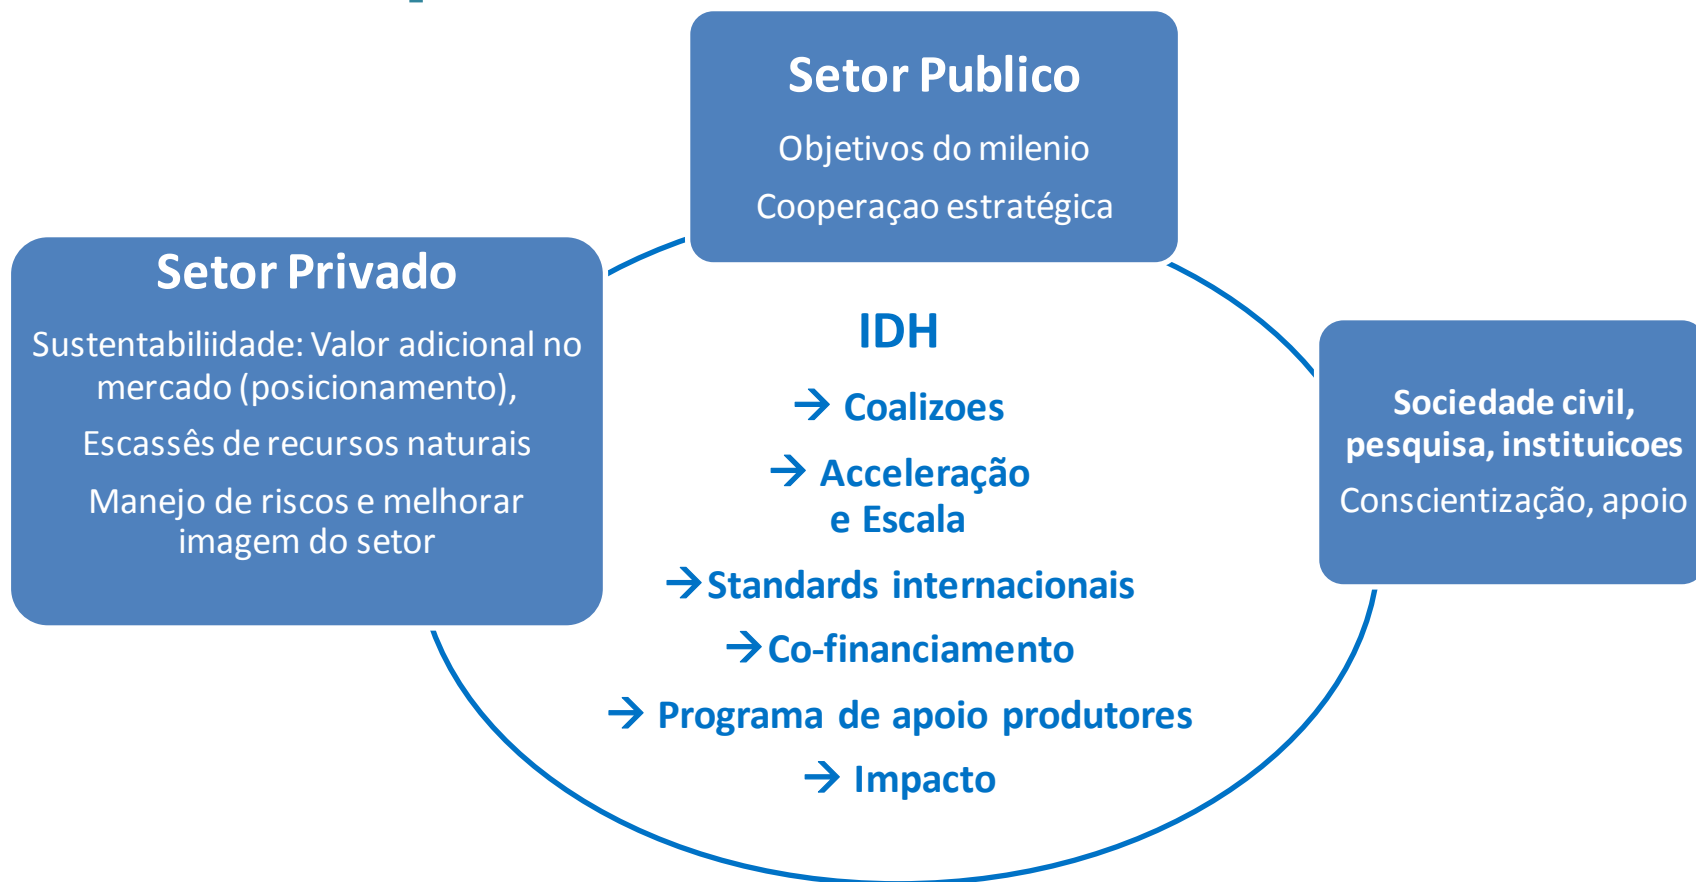 Setor Publico
Objetivos do milenio
Cooperaçao estratégica
Setor Privado
Sustentabiliidade: Valor adicional no
mercado (posicionamento),
Escassês de recursos naturais
Manejo de riscos e melhorar
imagem do setor
IDH
→ Coalizoes
→ Acceleração
e Escala
→Standards internacionais
→Co-financiamento
→ Programa de apoio produtores
→ Impacto
Sociedade civil,
pesquisa, instituicoes
Conscientização, apoio